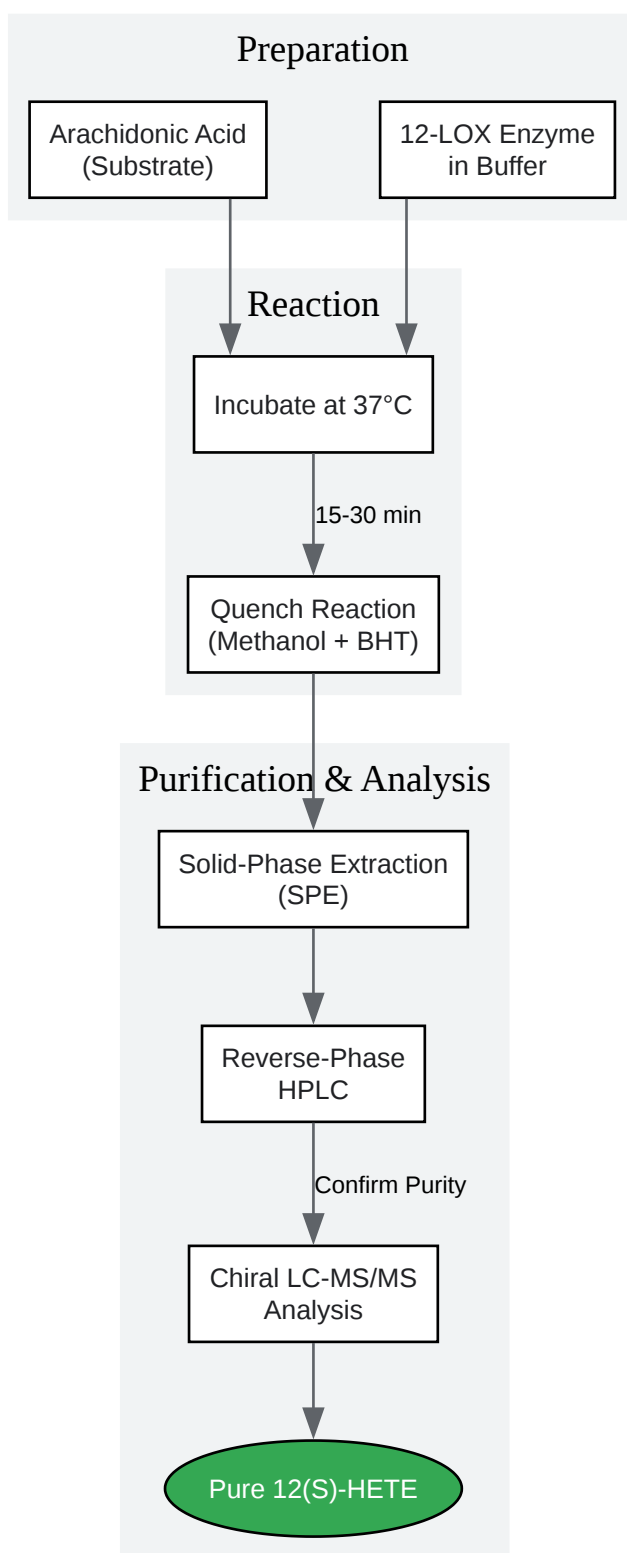 Preparation
Arachidonic Acid
(Substrate)
12-LOX Enzyme
in Buffer
Reaction
Incubate at 37°C
15-30 min
Quench Reaction
(Methanol + BHT)
Purification & Analysis
Solid-Phase Extraction
(SPE)
Reverse-Phase
HPLC
Confirm Purity
Chiral LC-MS/MS
Analysis
Pure 12(S)-HETE